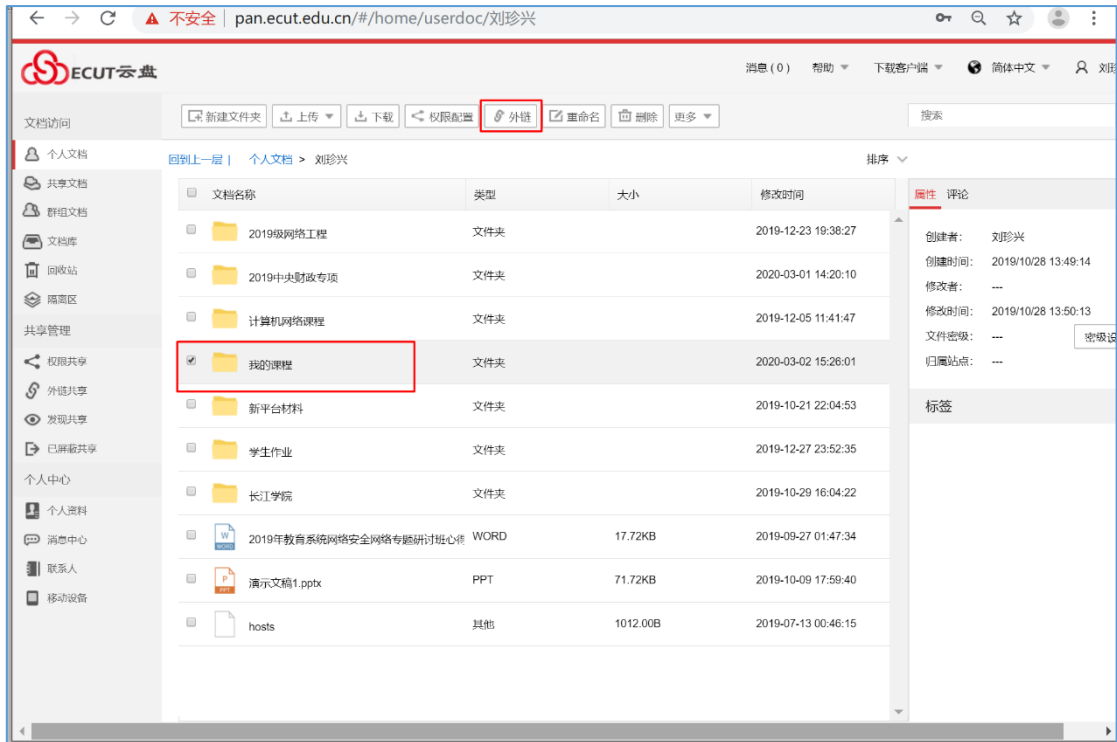 不安全 | pan.ecut.edu.cn/#/home/userdoc/刘珍兴
ECUT云盘 消息(0) 帮助 下载客户端 简体中文
新建文件夹 上传 下载 权限配置 外链 重命名 删除 更多 搜索
文档访问
个人文档
共享文档
群组文档
文档库
回收站
隔离区
共享管理
权限共享
外链共享
发现共享
已屏蔽共享
个人中心
个人资料
消息中心
联系人
移动设备
回到上一层 | 个人文档 > 刘珍兴 排序
文档名称 类型 大小 修改时间
2019级网络工程 文件夹 2019-12-23 19:38:27
2019中央财政专项 文件夹 2020-03-01 14:20:10
计算机网络课程 文件夹 2019-12-05 11:41:47
我的课程 文件夹 2020-03-02 15:26:01
新平台材料 文件夹 2019-10-21 22:04:53
学生作业 文件夹 2019-12-27 23:52:35
长江学院 文件夹 2019-10-29 16:04:22
W
WORD
2019年教育系统网络安全网络专题研讨班心得 WORD 17.72KB 2019-09-27 01:47:34
P
PPT
演示文稿1.pptx PPT 71.72KB 2019-10-09 17:59:40
hosts 其他 1012.00B 2019-07-13 00:46:15
属性 评论
创建者: 刘珍兴
创建时间: 2019/10/28 13:49:14
修改者: ---
修改时间: 2019/10/28 13:50:13
文件密级: --- 密级设
归属站点: ---
标签